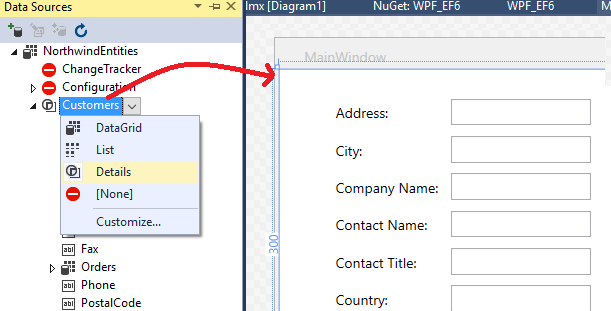 Data Sources
NorthwindEntities
ChangeTracker
Configuration
Customers
DataGrid
List
Details
[None]
Customize...
Fax
Orders
Phone
PostalCode
lmx [Diagram1]
NuGet: WPF_EF6
WPF_EF6
M
MainWindow
300
Address:
City:
Company Name:
Contact Name:
Contact Title:
Country: